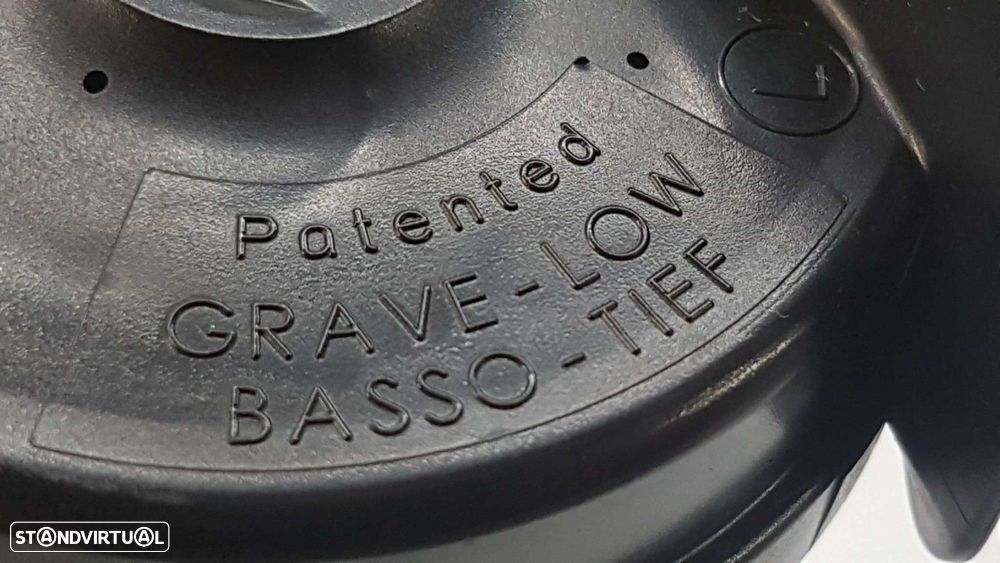 Patented
GRAVE - LOW
BASSO - TIEF
STANDVIRTUAL